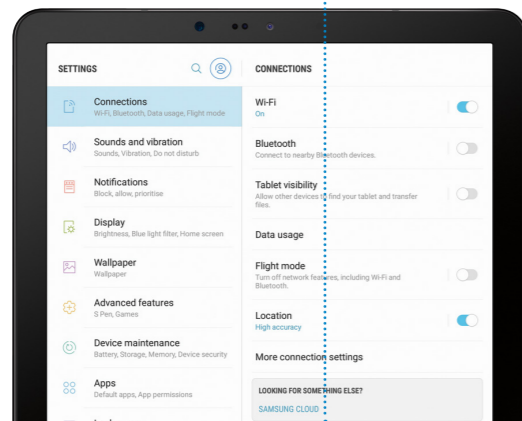 SETTINGS
Connections
Wi-Fi, Bluetooth, Data usage, Flight mode
Sounds and vibration
Sounds, Vibration, Do not disturb
Notifications
Block, allow, prioritise
Display
Brightness, Blue light filter, Home screen
Wallpaper
Wallpaper
Advanced features
S Pen, Games
Device maintenance
Battery, Storage, Memory, Device security
Apps
Default apps, App permissions
CONNECTIONS
Wi-Fi
On
Bluetooth
Connect to nearby Bluetooth devices.
Tablet visibility
Allow other devices to find your tablet and transfer
files.
Data usage
Flight mode
Turn off network features, including Wi-Fi and
Bluetooth.
Location
High accuracy
More connection settings
LOOKING FOR SOMETHING ELSE?
SAMSUNG CLOUD